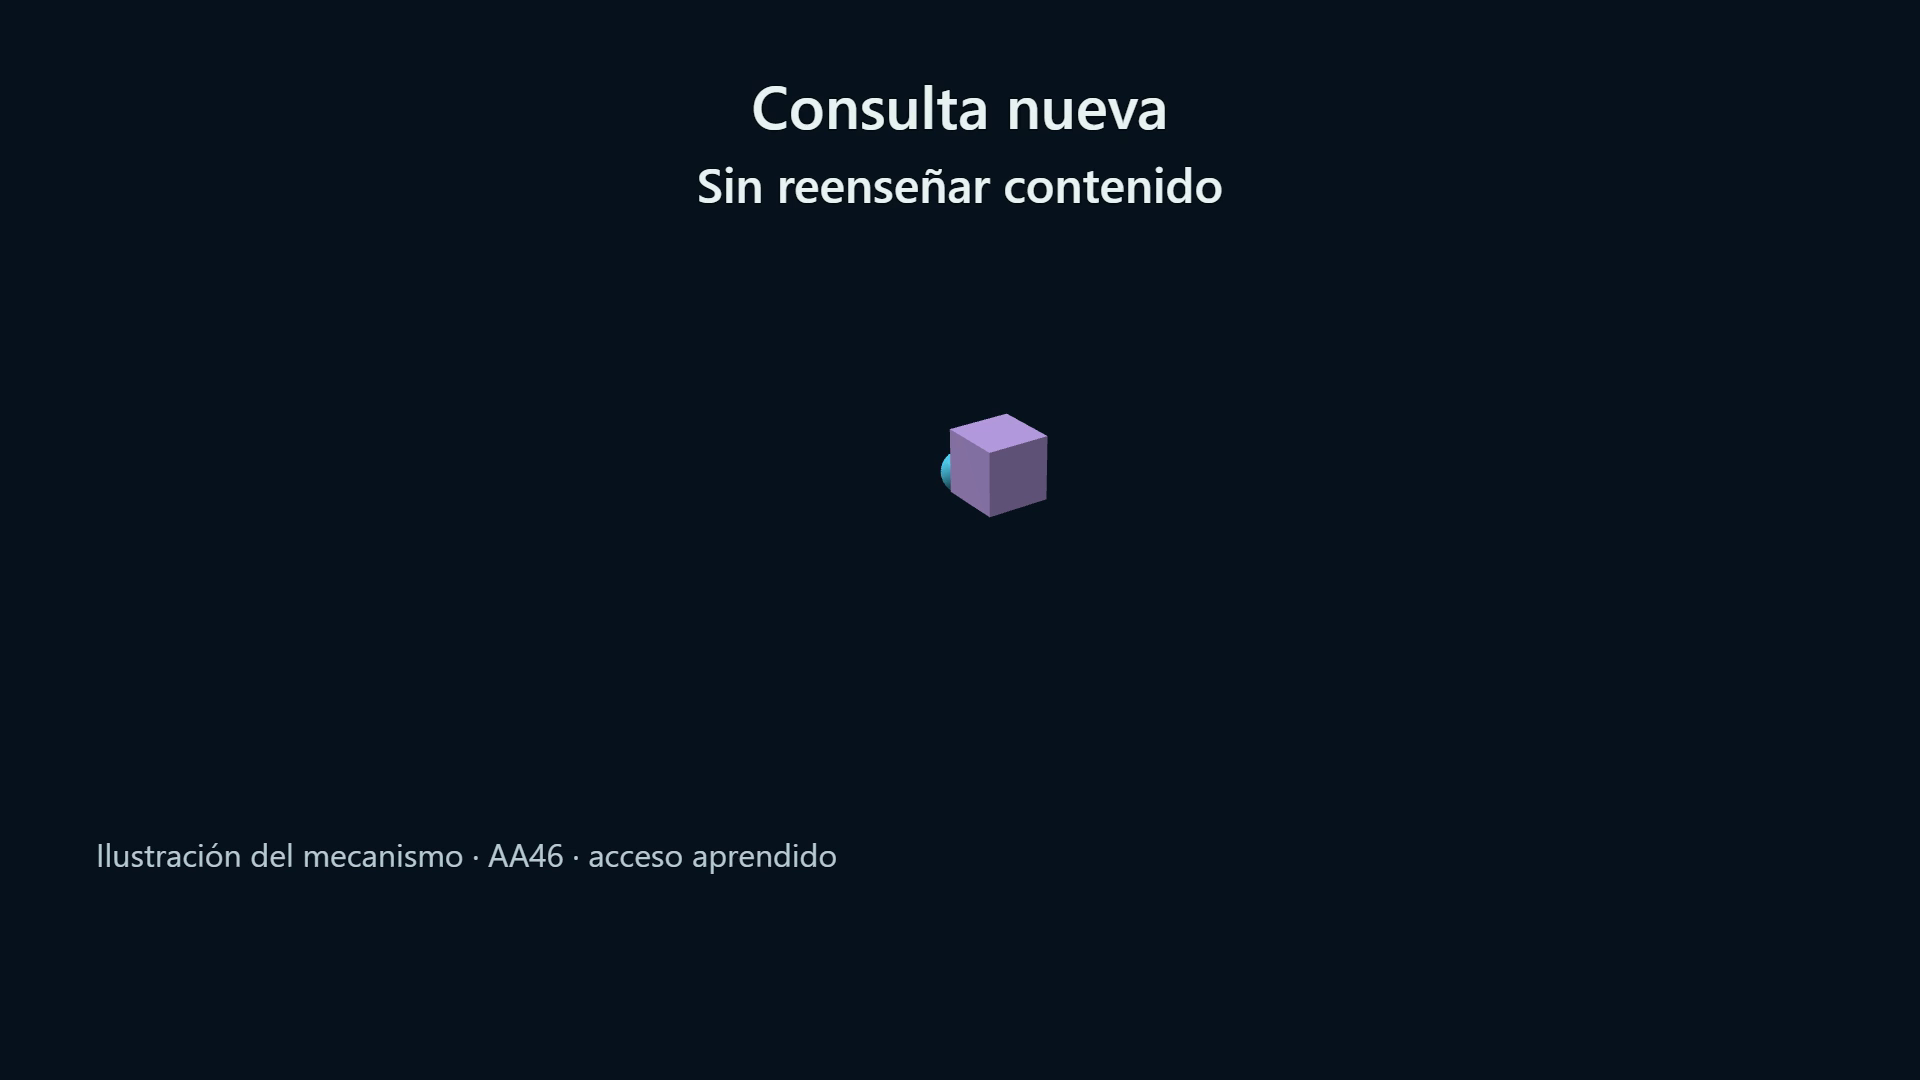 Consulta nueva
Sin reenseñar contenido
Ilustración del mecanismo · AA46 · acceso aprendido